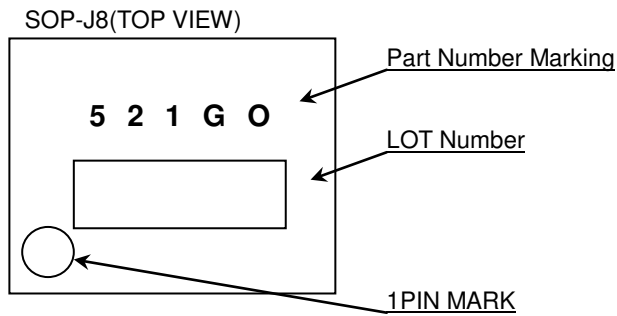 SOP-J8(TOP VIEW)
Part Number Marking
5 2 1 G O
LOT Number
1PIN MARK